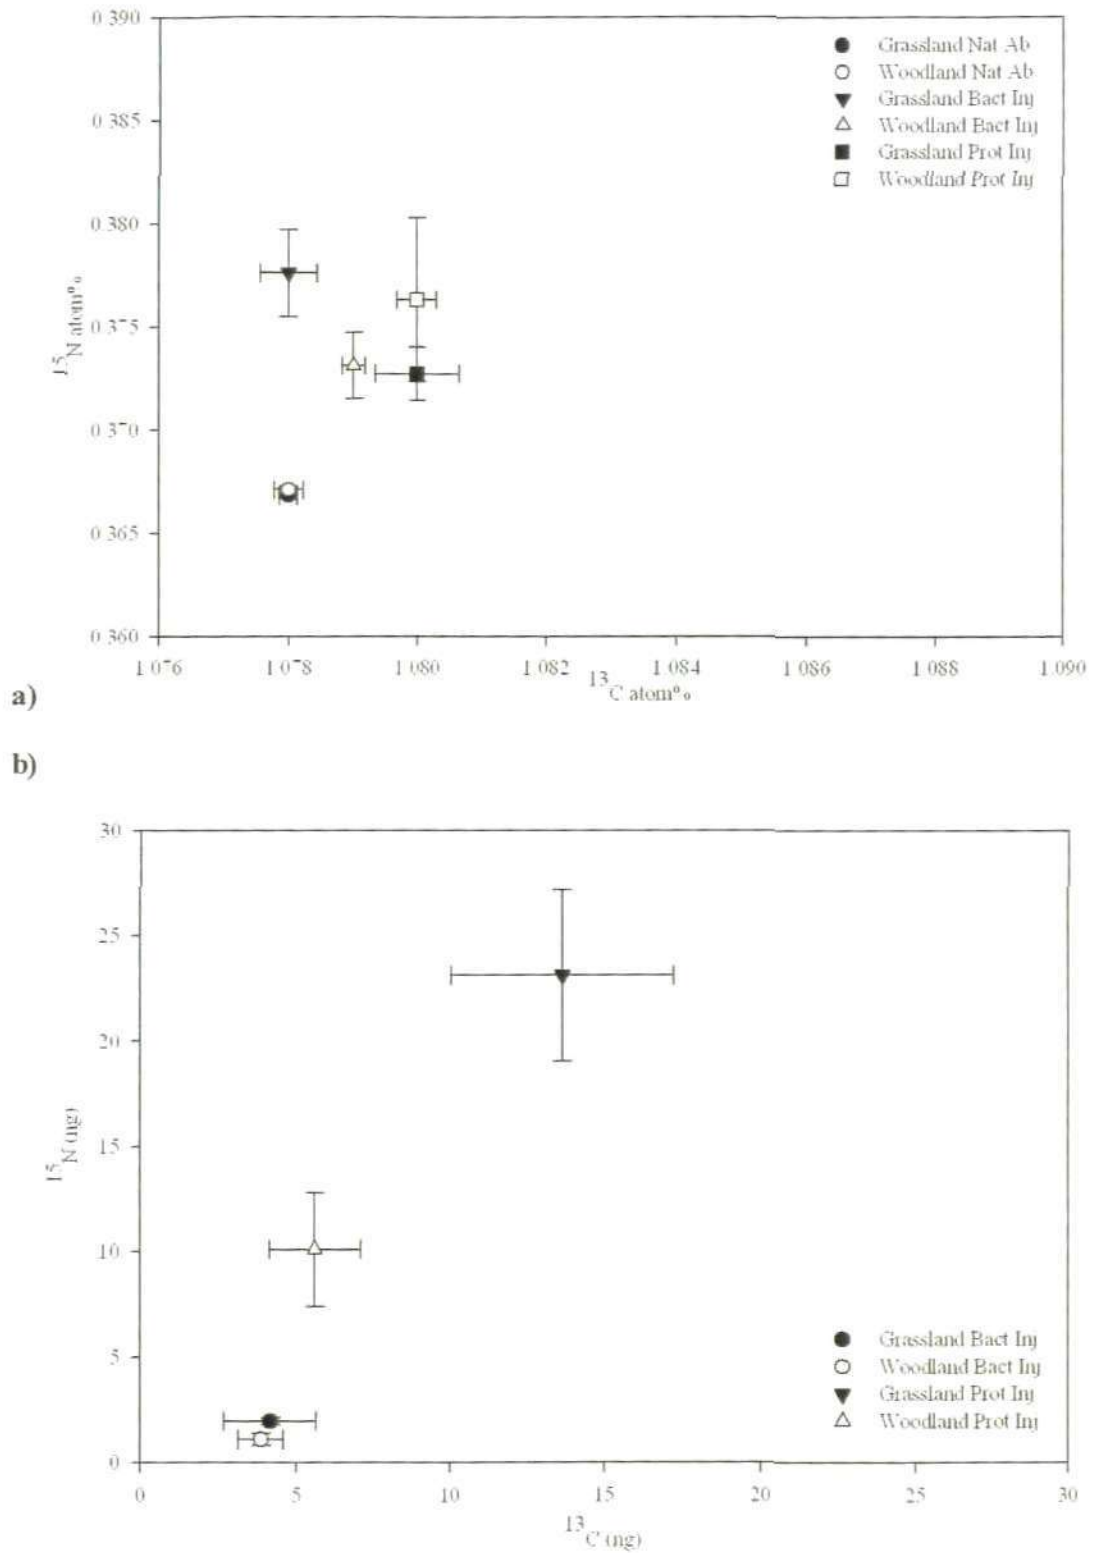 0.390
0.385
0.380
0.375
0.370
0.365
0.360
15N atom%
Grassland Nat Ab
Woodland Nat Ab
Grassland Bact Inj
Woodland Bact Inj
Grassland Prot Inj
Woodland Prot Inj
1.076 1.078 1.080 1.082 1.084 1.086 1.088 1.090
13C atom%
a)
b)
30
25
20
15
10
5
0
15N (ng)
Grassland Bact Inj
Woodland Bact Inj
Grassland Prot Inj
Woodland Prot Inj
0 5 10 15 20 25 30
13C (ng)